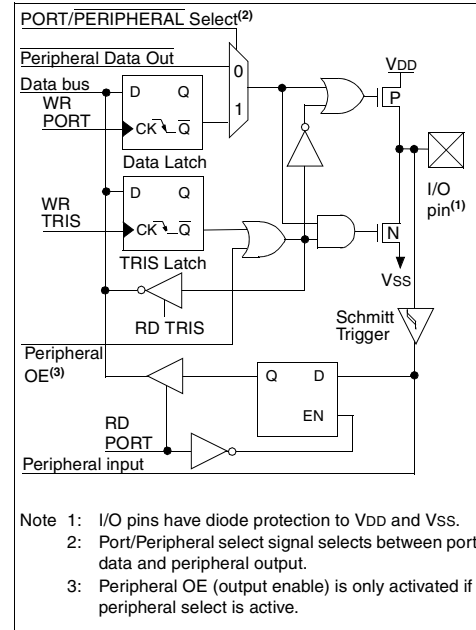 PORT/PERIPHERAL Select(2)
Peripheral Data Out
Data bus
WR
PORT
D Q
CK Q
Data Latch
0
1
VDD
P
I/O
pin(1)
WR
TRIS
D Q
CK Q
TRIS Latch
N
VSS
RD TRIS
Schmitt
Trigger
Peripheral
OE(3)
Q D
EN
RD
PORT
Peripheral input
Note 1: I/O pins have diode protection to VDD and VSS.
2: Port/Peripheral select signal selects between port
data and peripheral output.
3: Peripheral OE (output enable) is only activated if
peripheral select is active.